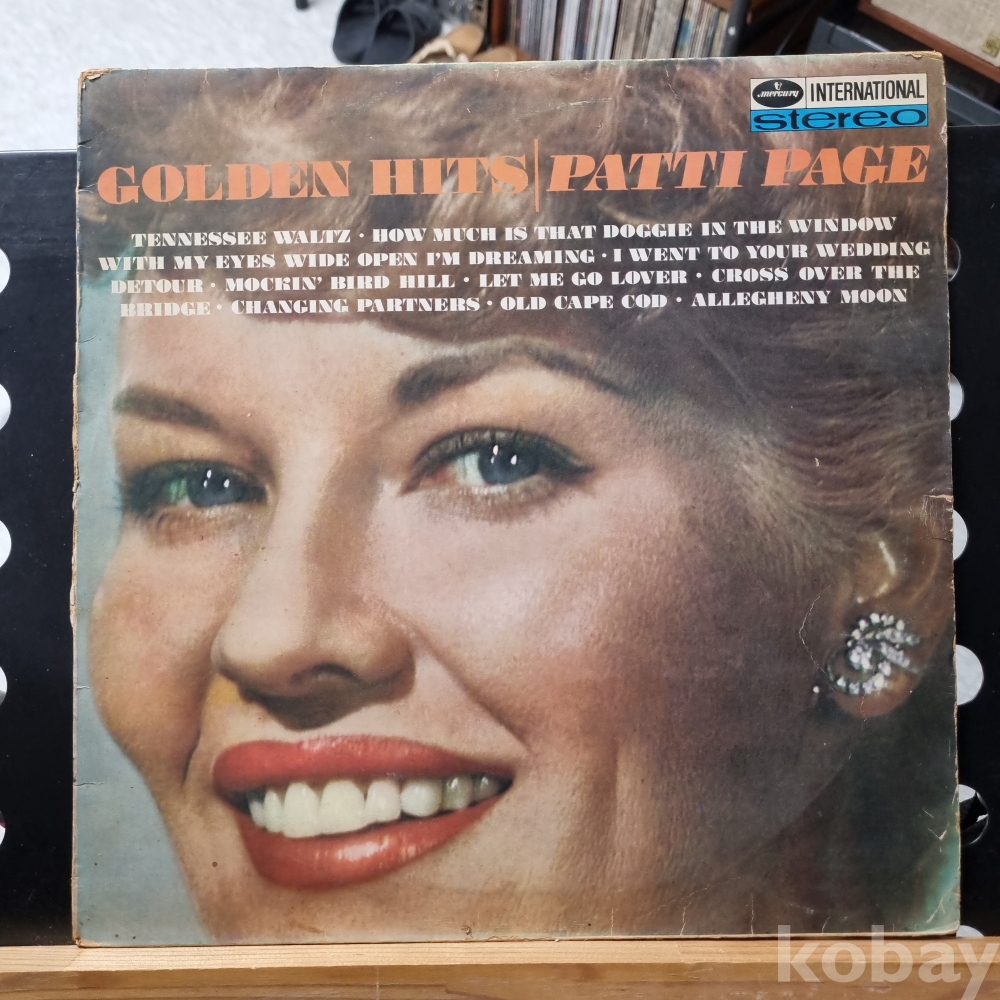 mercury INTERNATIONAL
stereo
GOLDEN HITS | PATTI PAGE
TENNESSEE WALTZ · HOW MUCH IS THAT DOGGIE IN THE WINDOW
WITH MY EYES WIDE OPEN I'M DREAMING · I WENT TO YOUR WEDDING
DETOUR · MOCKIN' BIRD HILL · LET ME GO LOVER · CROSS OVER THE
BRIDGE · CHANGING PARTNERS · OLD CAPE COD · ALLEGHENY MOON
kobay